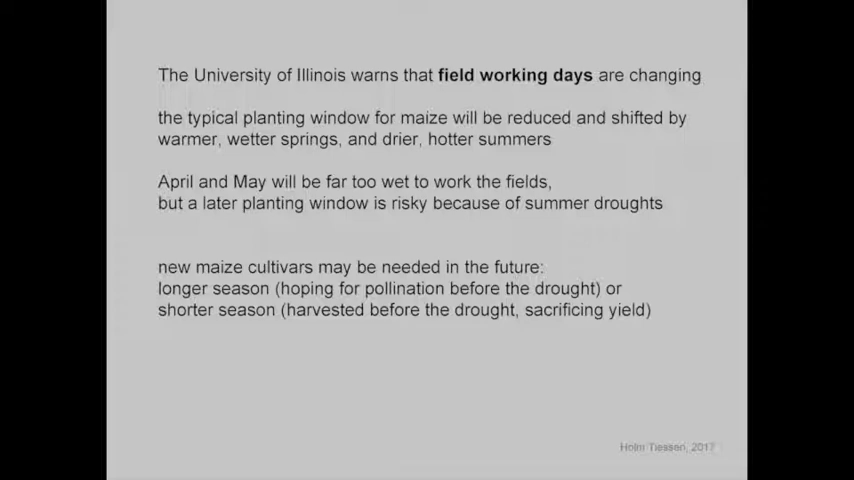 The University of Illinois warns that field working days are changing
the typical planting window for maize will be reduced and shifted by
warmer, wetter springs, and drier, hotter summers
April and May will be far too wet to work the fields,
but a later planting window is risky because of summer droughts
new maize cultivars may be needed in the future:
longer season (hoping for pollination before the drought) or
shorter season (harvested before the drought, sacrificing yield)
Holm Tiessen, 2017